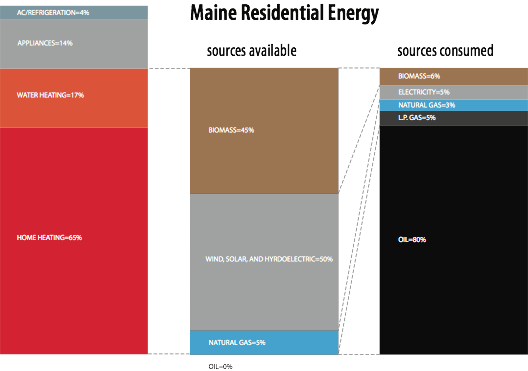 Maine Residential Energy
AC/REFRIGERATION=4%
APPLIANCES=14%
WATER HEATING=17%
HOME HEATING=65%
sources available
BIOMASS=45%
WIND, SOLAR, AND HYRDOELECTRIC=50%
NATURAL GAS=5%
OIL=0%
sources consumed
BIOMASS=6%
ELECTRICITY=5%
NATURAL GAS=3%
L.P. GAS=5%
OIL=80%